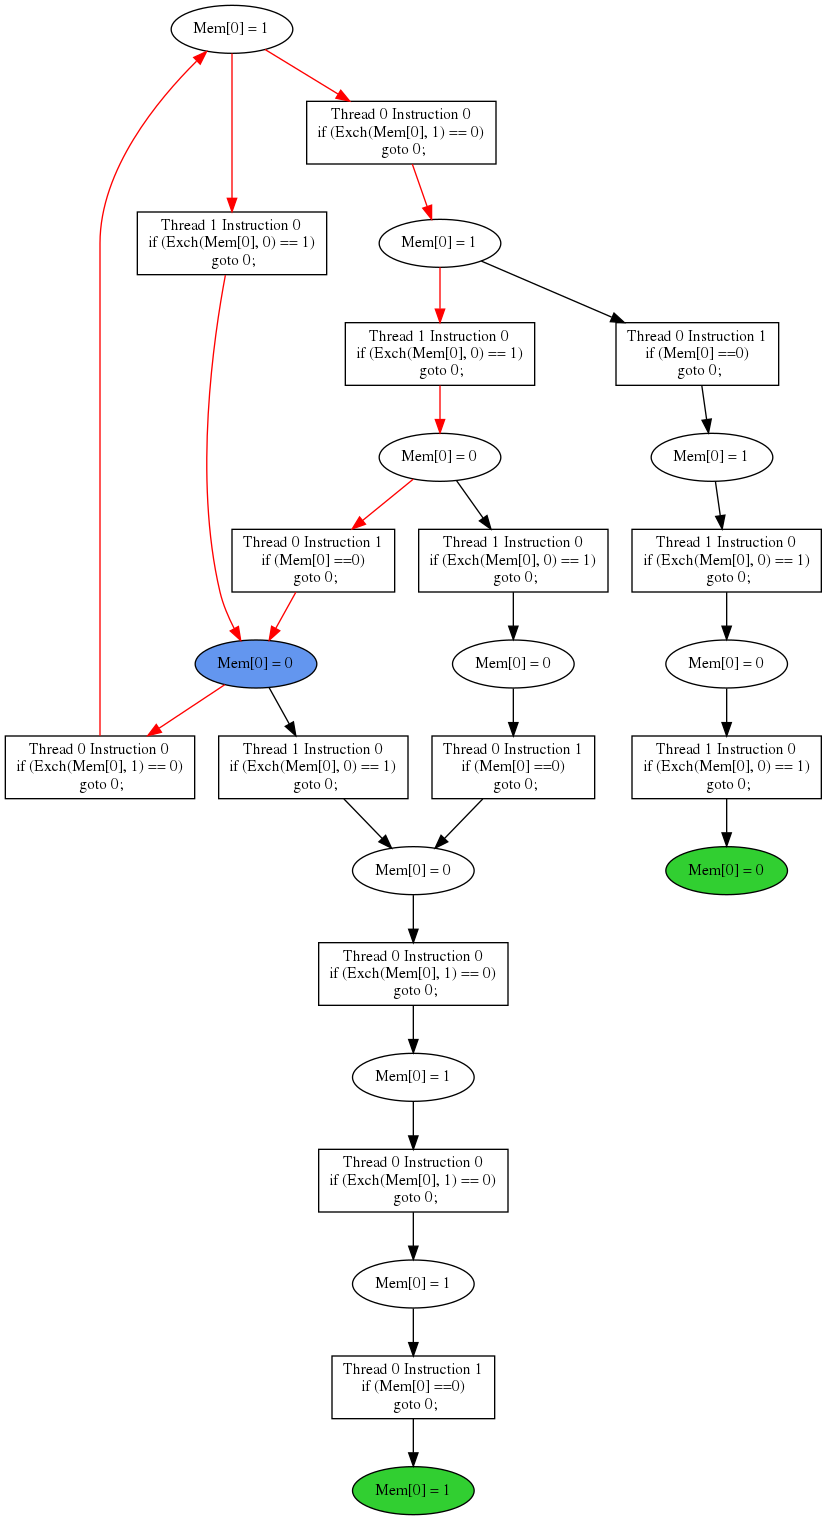 Mem[0] = 1
Thread 0 Instruction 0
if (Exch(Mem[0], 1) == 0)
goto 0;
Thread 1 Instruction 0
if (Exch(Mem[0], 0) == 1)
goto 0;
Mem[0] = 1
Thread 1 Instruction 0
if (Exch(Mem[0], 0) == 1)
goto 0;
Thread 0 Instruction 1
if (Mem[0] ==0)
goto 0;
Mem[0] = 0
Mem[0] = 1
Thread 0 Instruction 1
if (Mem[0] ==0)
goto 0;
Thread 1 Instruction 0
if (Exch(Mem[0], 0) == 1)
goto 0;
Thread 1 Instruction 0
if (Exch(Mem[0], 0) == 1)
goto 0;
Mem[0] = 0
Mem[0] = 0
Mem[0] = 0
Thread 0 Instruction 0
if (Exch(Mem[0], 1) == 0)
goto 0;
Thread 1 Instruction 0
if (Exch(Mem[0], 0) == 1)
goto 0;
Thread 0 Instruction 1
if (Mem[0] ==0)
goto 0;
Thread 1 Instruction 0
if (Exch(Mem[0], 0) == 1)
goto 0;
Mem[0] = 0
Mem[0] = 0
Thread 0 Instruction 0
if (Exch(Mem[0], 1) == 0)
goto 0;
Mem[0] = 1
Thread 0 Instruction 0
if (Exch(Mem[0], 1) == 0)
goto 0;
Mem[0] = 1
Thread 0 Instruction 1
if (Mem[0] ==0)
goto 0;
Mem[0] = 1